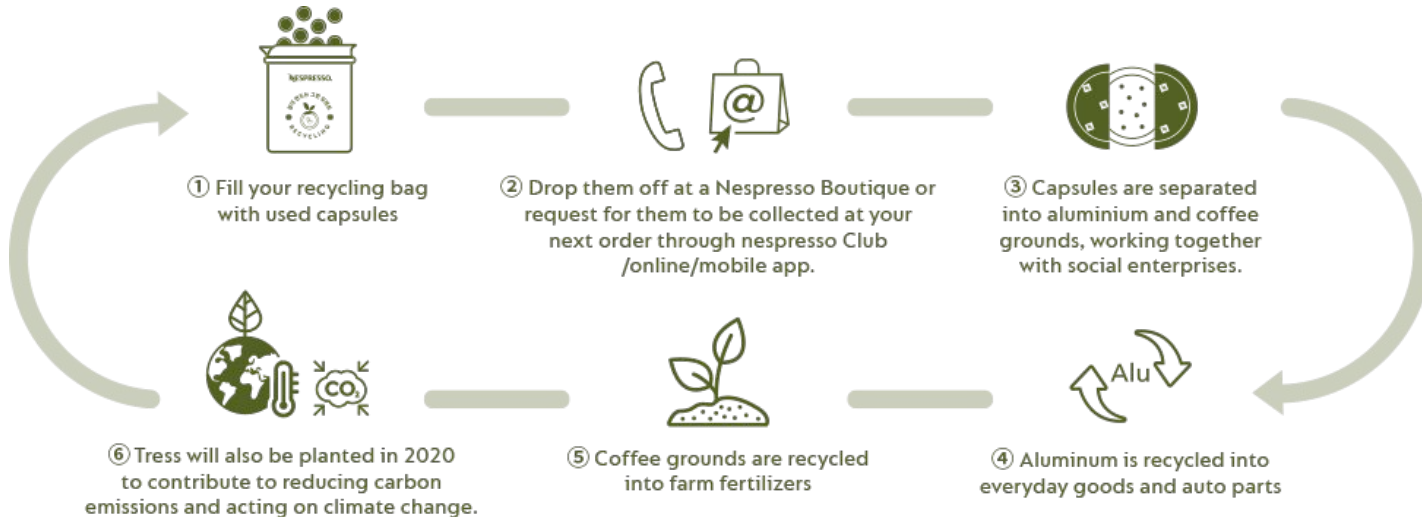 NESPRESSO.
RECYCLING
① Fill your recycling bag
with used capsules
@
② Drop them off at a Nespresso Boutique or
request for them to be collected at your
next order through nespresso Club
/online/mobile app.
③ Capsules are separated
into aluminium and coffee
grounds, working together
with social enterprises.
Alu
④ Aluminum is recycled into
everyday goods and auto parts
⑤ Coffee grounds are recycled
into farm fertilizers
CO₂
⑥ Tress will also be planted in 2020
to contribute to reducing carbon
emissions and acting on climate change.